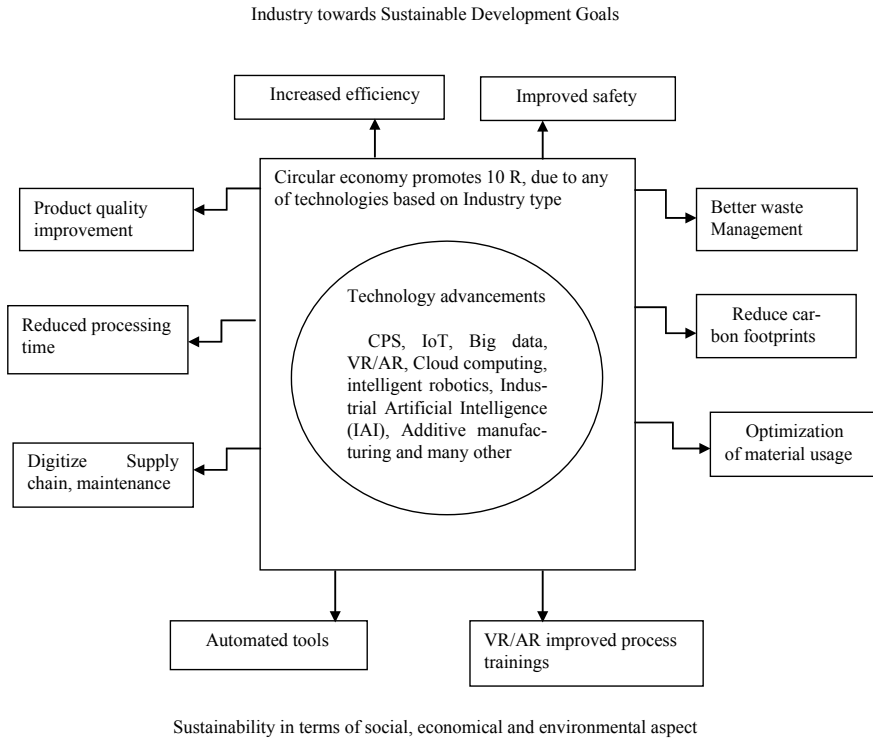 Industry towards Sustainable Development Goals
Increased efficiency
Improved safety
Circular economy promotes 10 R, due to any
of technologies based on Industry type
Product quality
improvement
Better waste
Management
Technology advancements
CPS, IoT, Big data,
VR/AR, Cloud computing,
intelligent robotics, Indus-
trial Artificial Intelligence
(IAI), Additive manufac-
turing and many other
Reduced processing
time
Reduce car-
bon footprints
Digitize Supply
chain, maintenance
Optimization
of material usage
Automated tools
VR/AR improved process
trainings
Sustainability in terms of social, economical and environmental aspect